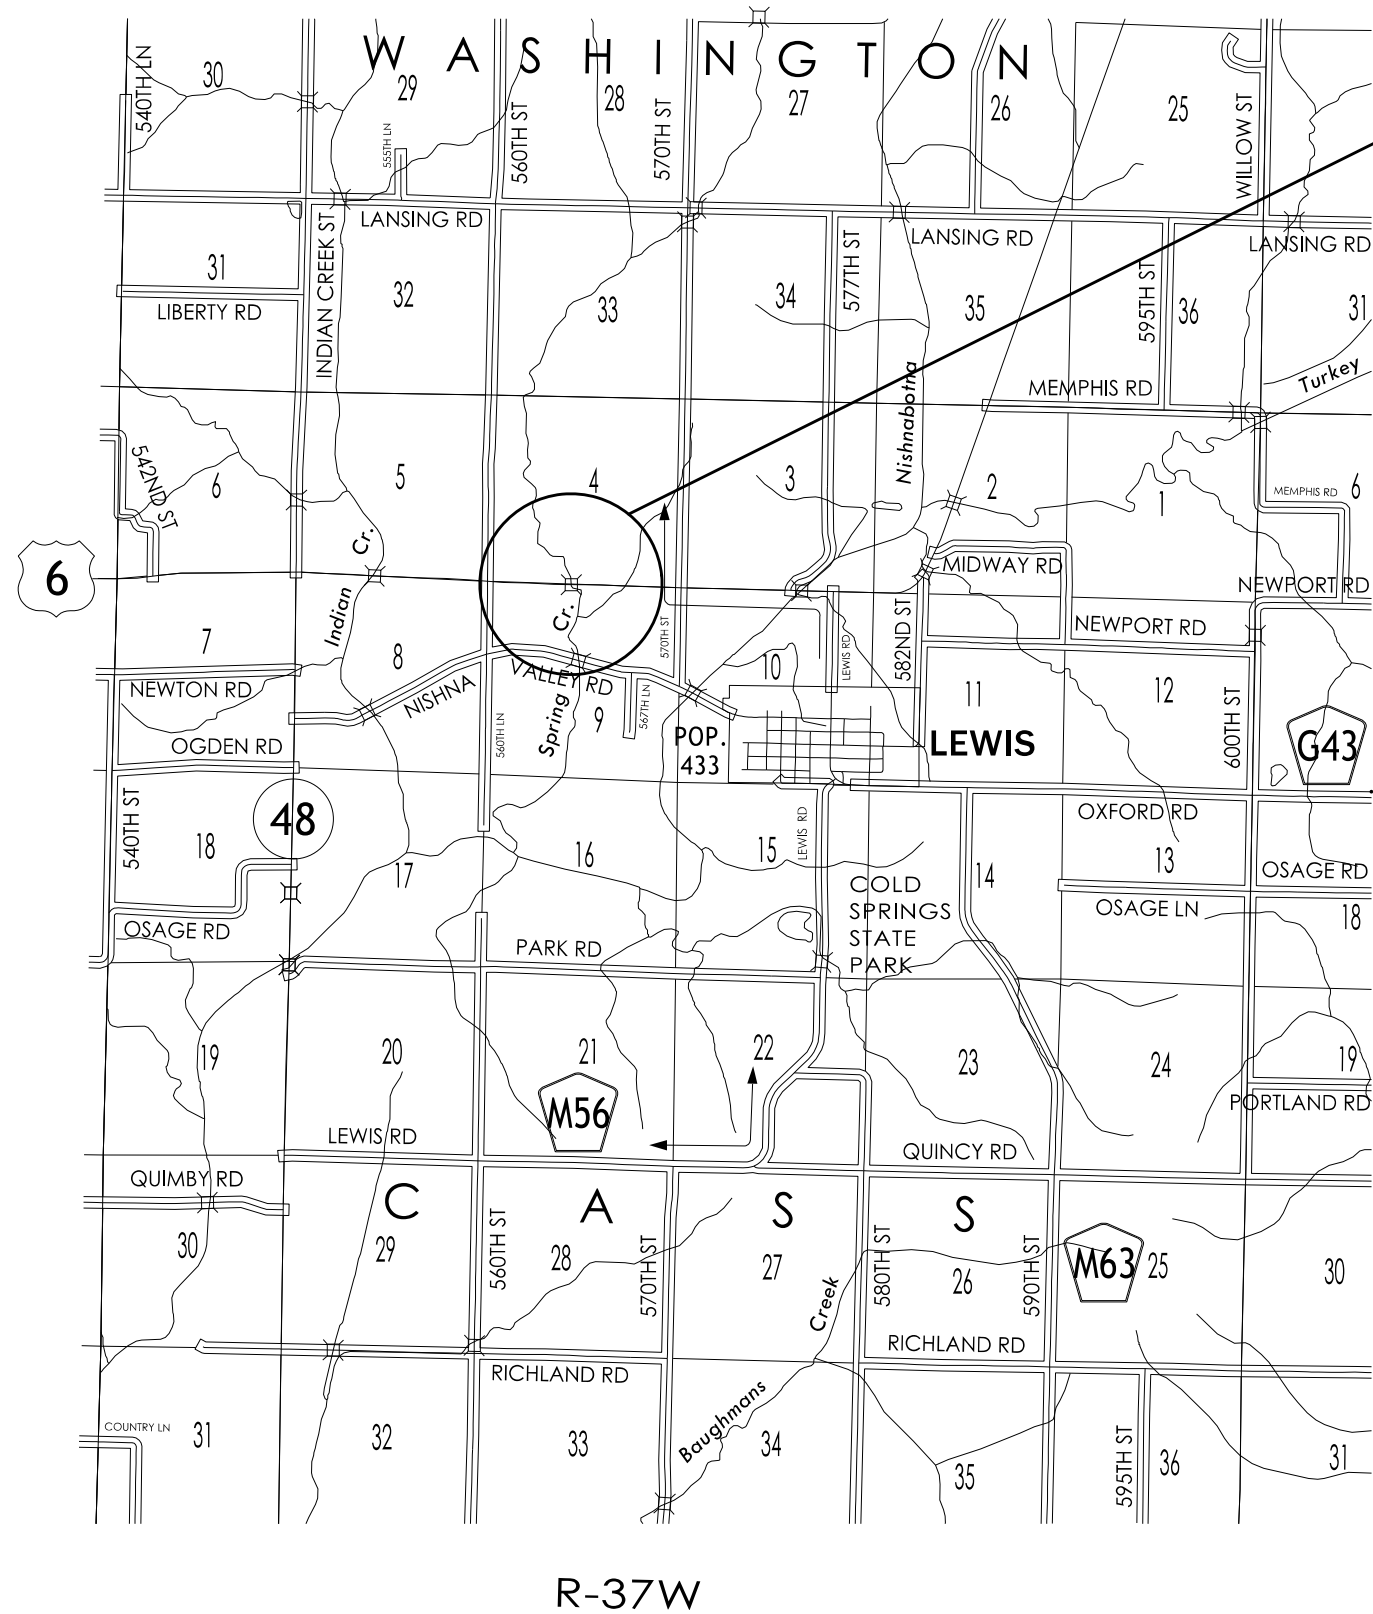 W A S H I N G T O N
540TH LN
30
29
28
27
26
25
560TH ST
570TH ST
WILLOW ST
555TH LN
INDIAN CREEK ST
LANSING RD
LANSING RD
LANSING RD
577TH ST
595TH ST
31
32
33
34
35
36
31
LIBERTY RD
Turkey
MEMPHIS RD
Nishnabotna
542ND ST
6
5
4
3
2
1
MEMPHIS RD
6
Cr.
6
MIDWAY RD
NEWPORT RD
Indian
Cr.
582ND ST
NEWPORT RD
570TH ST
LEWIS RD
7
8
VALLEY RD
10
11
12
NEWTON RD
NISHNA
9
567TH LN
Spring
560TH LN
600TH ST
OGDEN RD
POP.
433
LEWIS
G43
540TH ST
48
OXFORD RD
18
17
16
15
LEWIS RD
14
13
OSAGE RD
COLD
SPRINGS
STATE
PARK
OSAGE LN
18
OSAGE RD
PARK RD
19
20
21
22
23
24
19
M56
PORTLAND RD
LEWIS RD
QUINCY RD
QUIMBY RD
C A S S
30
29
560TH ST
28
570TH ST
27
580TH ST
26
590TH ST
M63
25
30
Creek
RICHLAND RD
RICHLAND RD
Baughmans
COUNTRY LN
31
32
33
34
35
595TH ST
36
31
R-37W